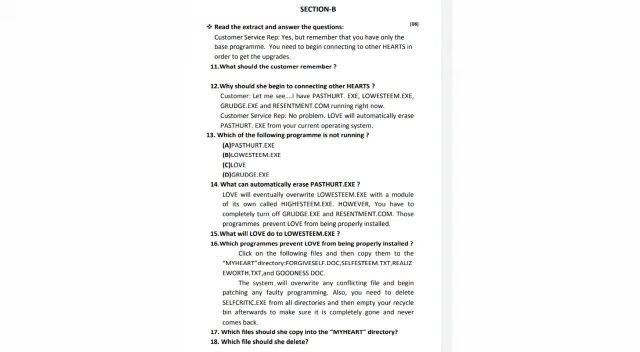 SECTION-B
❖ Read the extract and answer the questions: [08]
Customer Service Rep: Yes, but remember that you have only the
base programme. You need to begin connecting to other HEARTS in
order to get the upgrades.
11.What should the customer remember ?
12.Why should she begin to connecting other HEARTS ?
Customer: Let me see....I have PASTHURT. EXE, LOWESTEEM.EXE,
GRUDGE.EXE and RESENTMENT.COM running right now.
Customer Service Rep: No problem. LOVE will automatically erase
PASTHURT. EXE from your current operating system.
13. Which of the following programme is not running ?
(A)PASTHURT.EXE
(B)LOWESTEEM.EXE
(C)LOVE
(D)GRUDGE.EXE
14. What can automatically erase PASTHURT.EXE ?
LOVE will eventually overwrite LOWESTEEM.EXE with a module
of its own called HIGHESTEEM.EXE. HOWEVER, You have to
completely turn off GRUDGE.EXE and RESENTMENT.COM. Those
programmes prevent LOVE from being properly installed.
15.What will LOVE do to LOWESTEEM.EXE ?
16.Which programmes prevent LOVE from being properly installed ?
Click on the following files and then copy them to the
"MYHEART"directory:FORGIVESELF.DOC,SELFESTEEM.TXT,REALIZ
EWORTH.TXT,and GOODNESS DOC.
The system will overwrite any conflicting file and begin
patching any faulty programming. Also, you need to delete
SELFCRITIC.EXE from all directories and then empty your recycle
bin afterwards to make sure it is completely gone and never
comes back.
17. Which files should she copy into the "MYHEART" directory?
18. Which file should she delete?